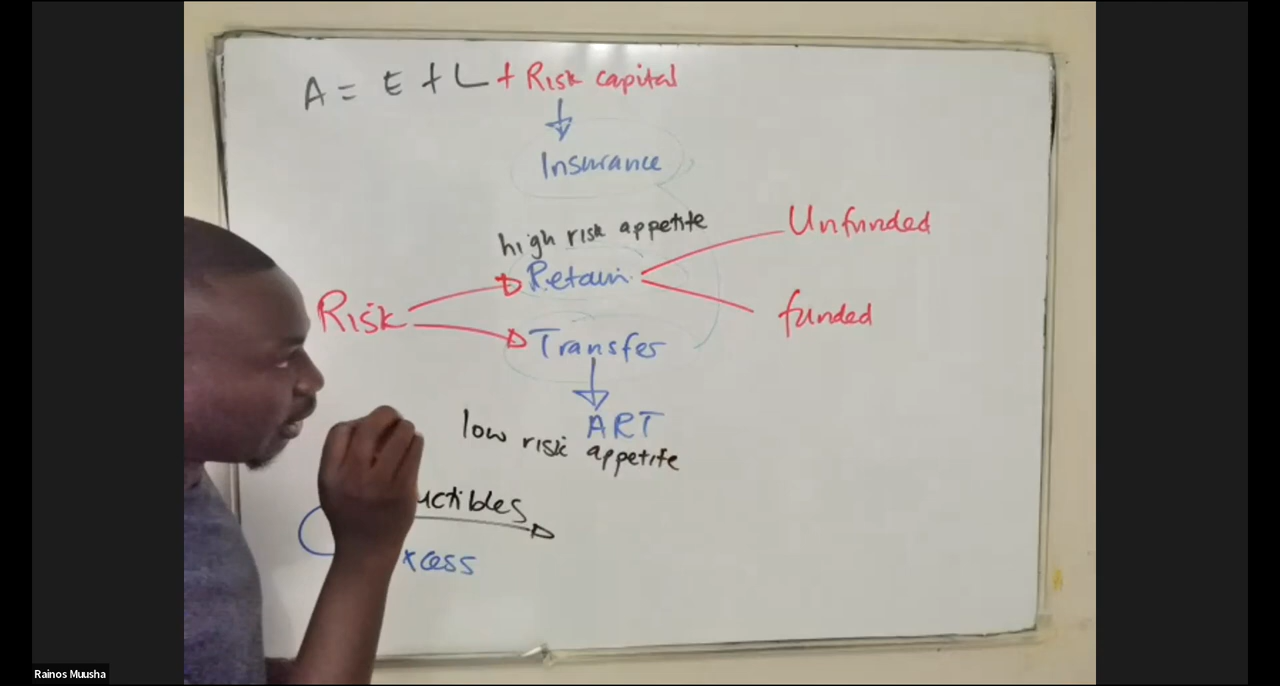 A = E + L + Risk capital
Insurance
high risk appetite
Unfunded
Retain
Risk
funded
Transfer
ART
low risk appetite
uctibles
xcess
Rainos Muusha